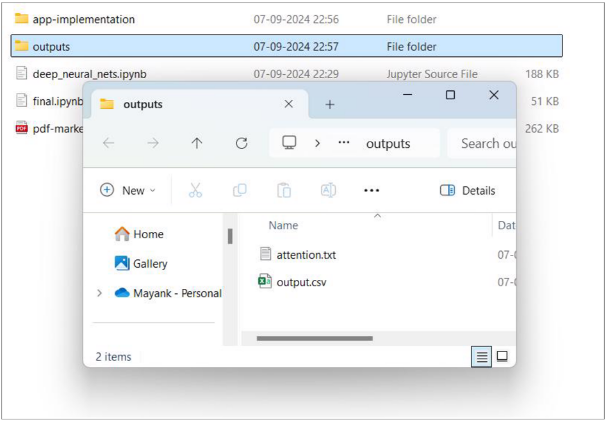 app-implementation 07-09-2024 22:56 File folder
outputs 07-09-2024 22:57 File folder
deep_neural_nets.ipynb 07-09-2024 22:29 Jupyter Source File 188 KB
final.ipynb 51 KB
pdf-marke 262 KB
outputs
outputs Search ou
New Details
Name Dat
Home
Gallery
Mayank - Personal
attention.txt 07-0
output.csv 07-0
2 items